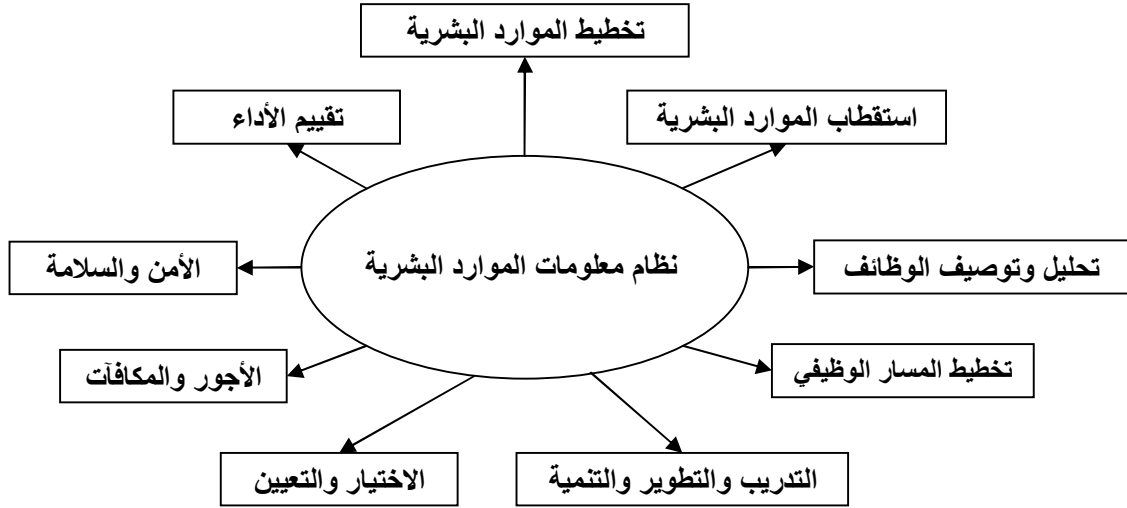 تخطيط الموارد البشرية
استقطاب الموارد البشرية
تقييم الأداء
تحليل وتوصيف الوظائف
نظام معلومات الموارد البشرية
الأمن والسلامة
تخطيط المسار الوظيفي
الأجور والمكافآت
التدريب والتطوير والتنمية
الاختيار والتعيين